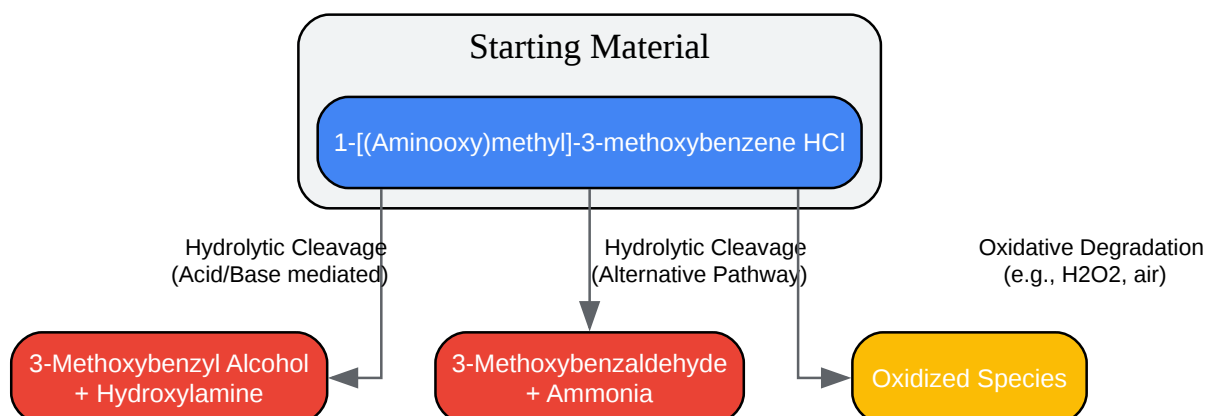 Starting Material
1-[(Aminooxy)methyl]-3-methoxybenzene HCl
Hydrolytic Cleavage
(Acid/Base mediated)
Hydrolytic Cleavage
(Alternative Pathway)
Oxidative Degradation
(e.g., H2O2, air)
3-Methoxybenzyl Alcohol
+ Hydroxylamine
3-Methoxybenzaldehyde
+ Ammonia
Oxidized Species